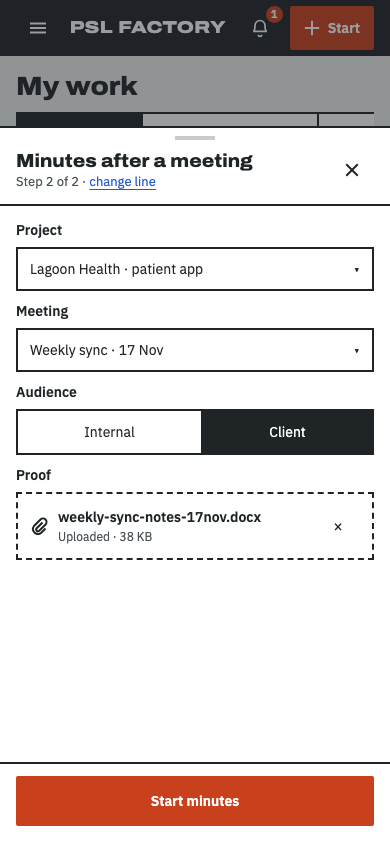 PSL FACTORY
1
Start
My work
Minutes after a meeting
Step 2 of 2 · change line
Project
Lagoon Health · patient app
Meeting
Weekly sync · 17 Nov
Audience
Internal
Client
Proof
weekly-sync-notes-17nov.docx
Uploaded · 38 KB
Start minutes